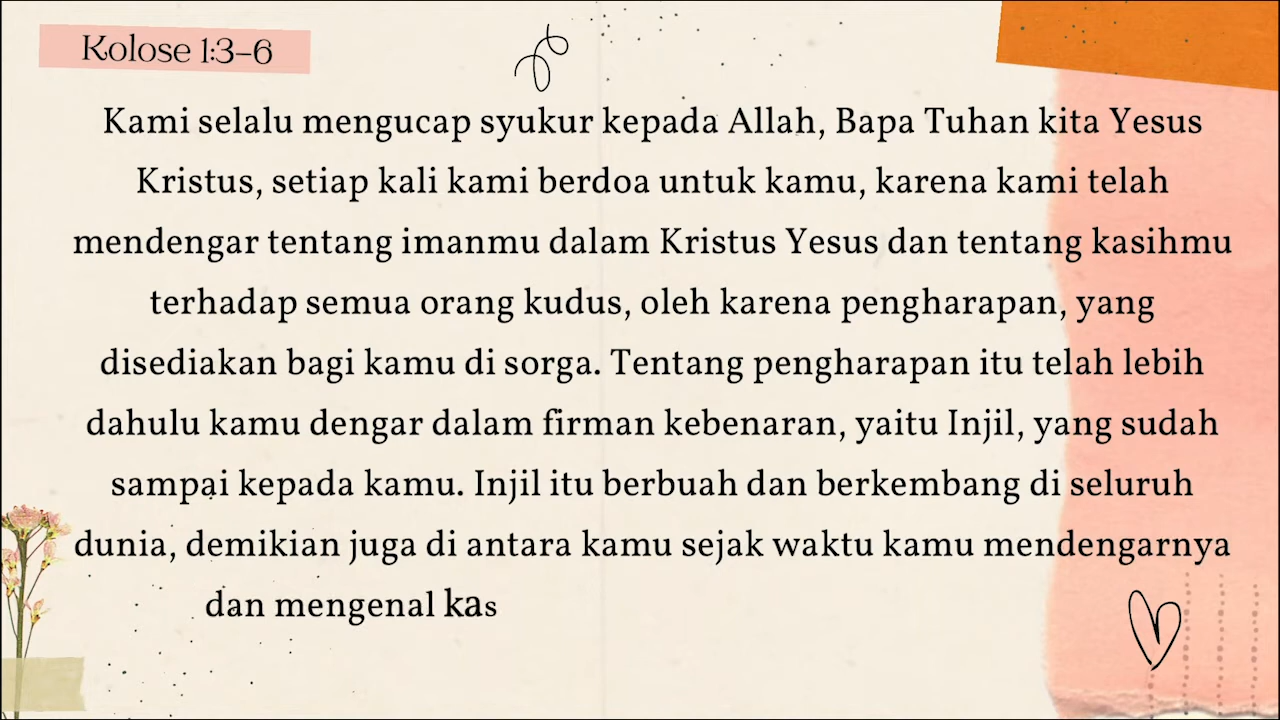 Kolose 1:3-6
Kami selalu mengucap syukur kepada Allah, Bapa Tuhan kita Yesus
Kristus, setiap kali kami berdoa untuk kamu, karena kami telah
mendengar tentang imanmu dalam Kristus Yesus dan tentang kasihmu
terhadap semua orang kudus, oleh karena pengharapan, yang
disediakan bagi kamu di sorga. Tentang pengharapan itu telah lebih
dahulu kamu dengar dalam firman kebenaran, yaitu Injil, yang sudah
sampai kepada kamu. Injil itu berbuah dan berkembang di seluruh
dunia, demikian juga di antara kamu sejak waktu kamu mendengarnya
dan mengenal kas